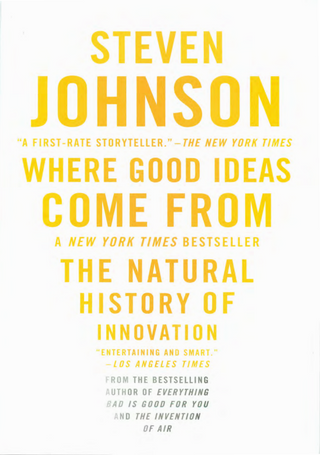 STEVEN
JOHNSON
"A FIRST-RATE STORYTELLER."—THE NEW YORK TIMES
WHERE GOOD IDEAS
COME FROM
A NEW YORK TIMES BESTSELLER
THE NATURAL
HISTORY OF
INNOVATION
"ENTERTAINING AND SMART."
—LOS ANGELES TIMES
FROM THE BESTSELLING
AUTHOR OF EVERYTHING
BAD IS GOOD FOR YOU
AND THE INVENTION
OF AIR